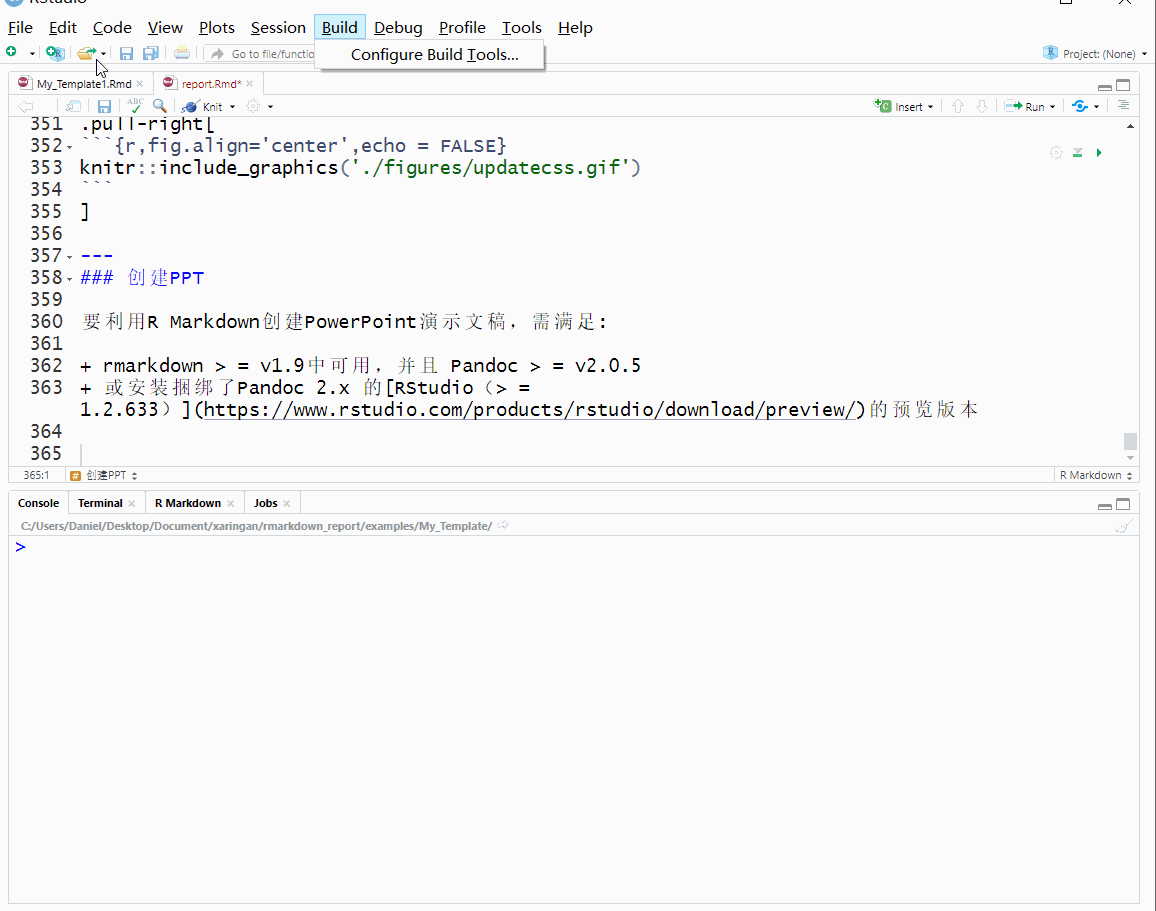 RStudio
File Edit Code View Plots Session Build Debug Profile Tools Help
Configure Build Tools...
Go to file/functio
Project: (None)
My_Template1.Rmd report.Rmd*
ABC Knit Insert Run
351 .pull-right[
352 ```{r,fig.align='center',echo = FALSE}
353 knitr::include_graphics('./figures/updatecss.gif')
354 ```
355 ]
356
357 ---
358 ### 创建PPT
359
360 要利用R Markdown创建PowerPoint演示文稿，需满足：
361
362 + rmarkdown > = v1.9中可用，并且 Pandoc > = v2.0.5
363 + 或安装捆绑了Pandoc 2.x 的[RStudio（> =
1.2.633）](https://www.rstudio.com/products/rstudio/download/preview/)的预览版本
364
365
365:1 # 创建PPT R Markdown
Console Terminal R Markdown Jobs
C:/Users/Daniel/Desktop/Document/xaringan/rmarkdown_report/examples/My_Template/
>